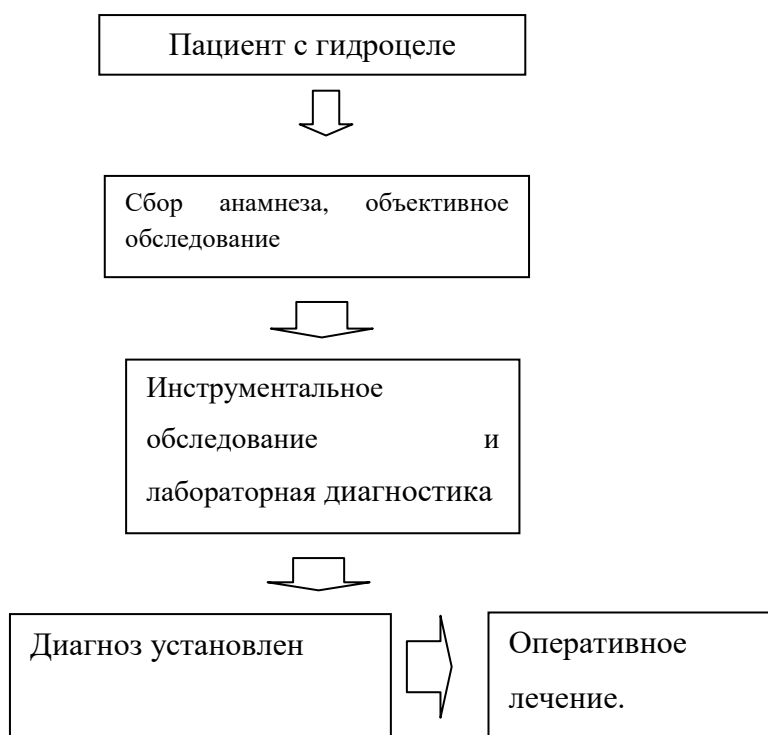 Пациент с гидроцеле
Сбор анамнеза, объективное
обследование
Инструментальное
обследование и
лабораторная диагностика
Диагноз установлен
Оперативное
лечение.